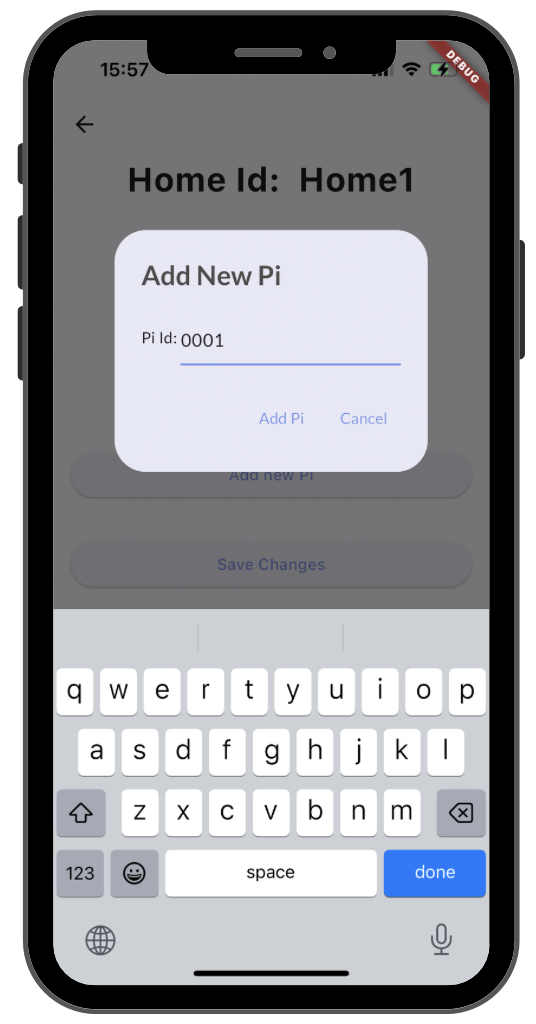 15:57
DEBUG
Home Id: Home1
Add New Pi
Pi Id: 0001
Add Pi Cancel
Add new Pi
Save Changes
q w e r t y u i o p
a s d f g h j k l
z x c v b n m
123 space done